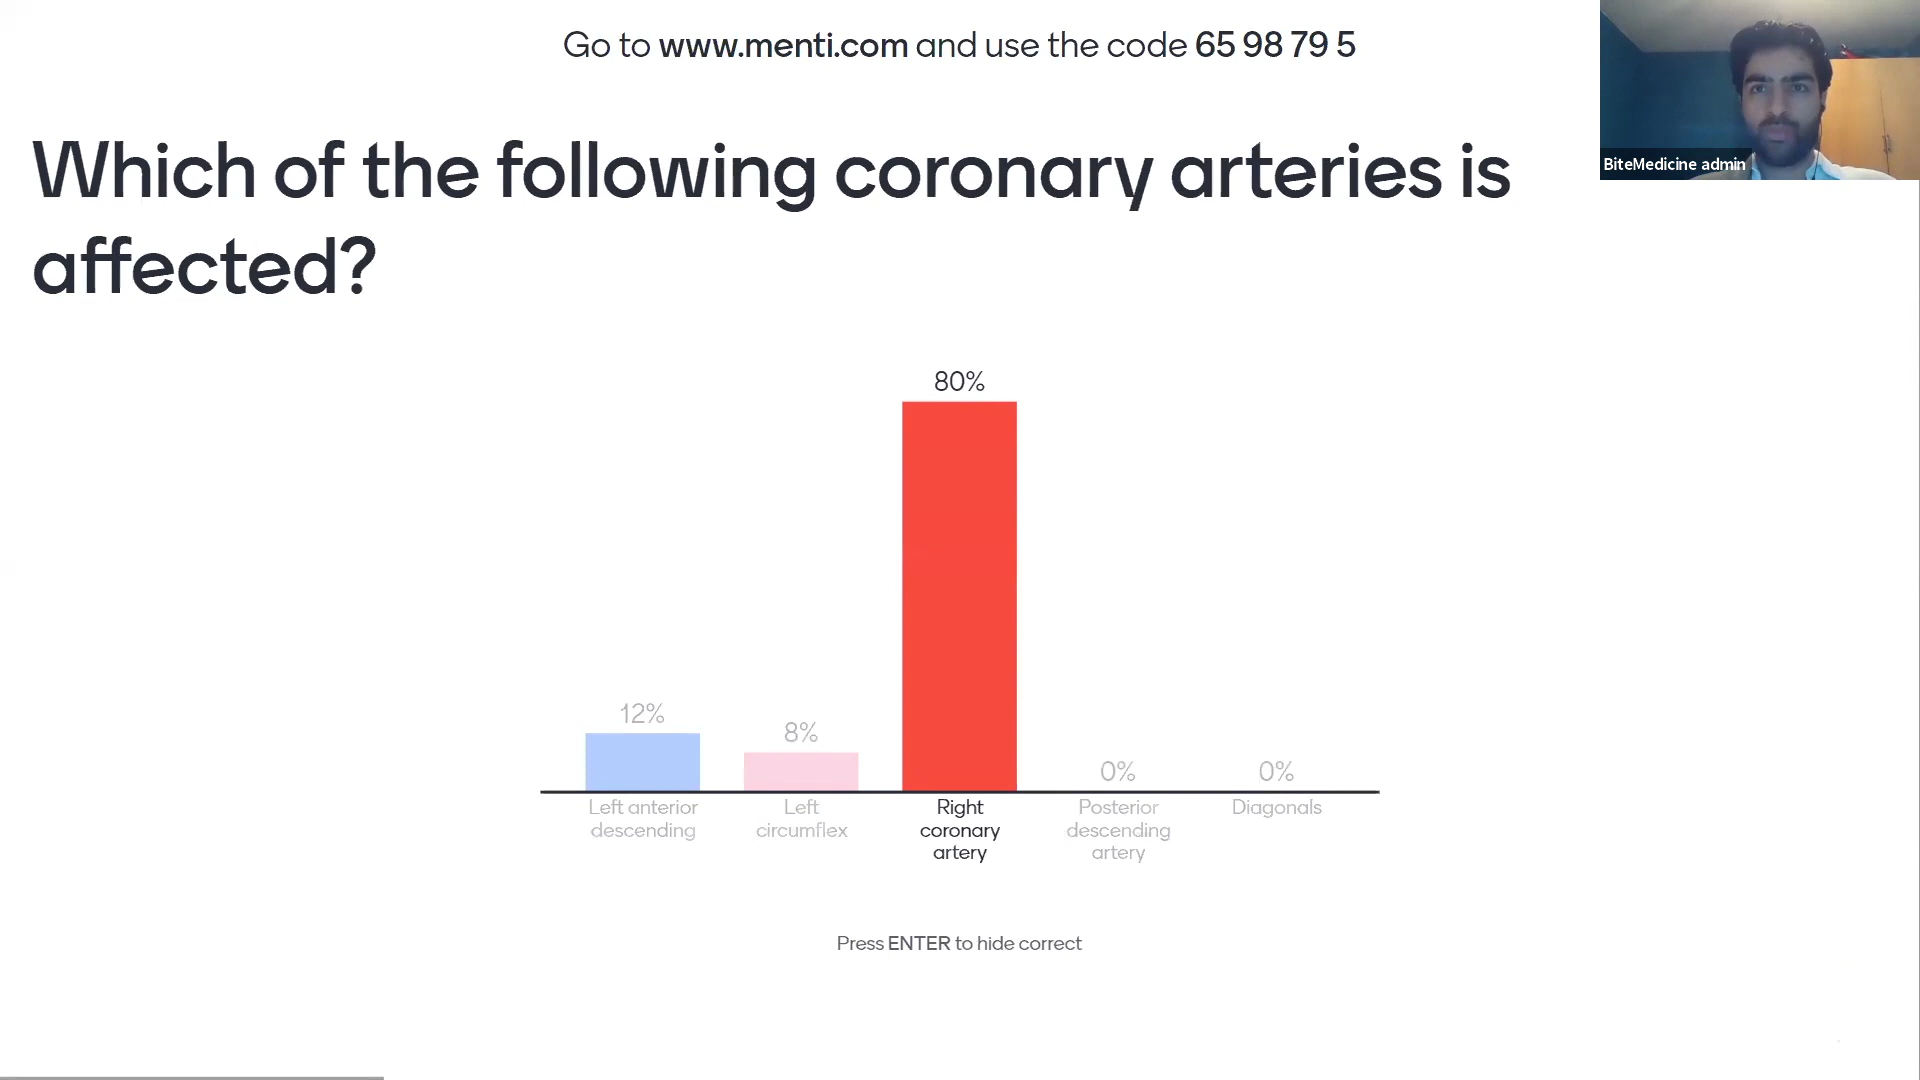 Go to www.menti.com and use the code 65 98 79 5
BiteMedicine admin
Which of the following coronary arteries is
affected?
80%
12%
8%
0%
0%
Left anterior
descending
Left
circumflex
Right
coronary
artery
Posterior
descending
artery
Diagonals
Press ENTER to hide correct